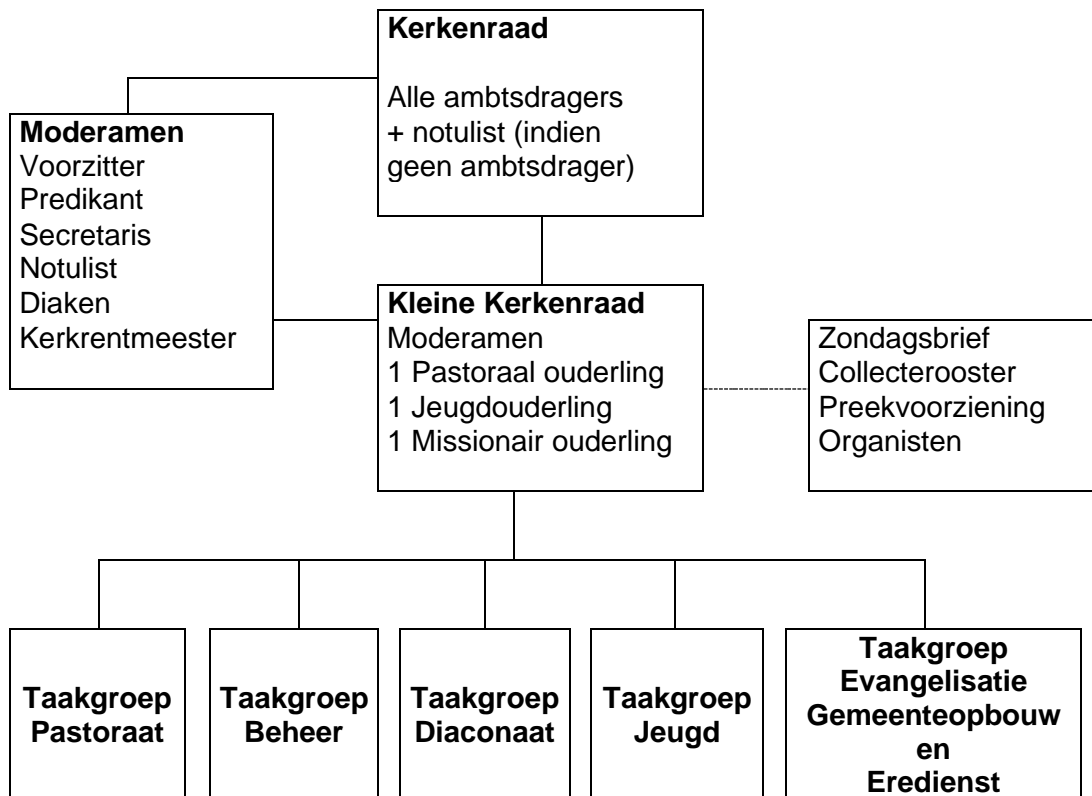 Kerkenraad
Alle ambtsdragers
+ notulist (indien
geen ambtsdrager)
Moderamen
Voorzitter
Predikant
Secretaris
Notulist
Diaken
Kerkrentmeester
Kleine Kerkenraad
Moderamen
1 Pastoraal ouderling
1 Jeugdouderling
1 Missionair ouderling
Zondagsbrief
Collecterooster
Preekvoorziening
Organisten
Taakgroep
Pastoraat
Taakgroep
Beheer
Taakgroep
Diaconaat
Taakgroep
Jeugd
Taakgroep
Evangelisatie
Gemeenteopbouw
en
Eredienst